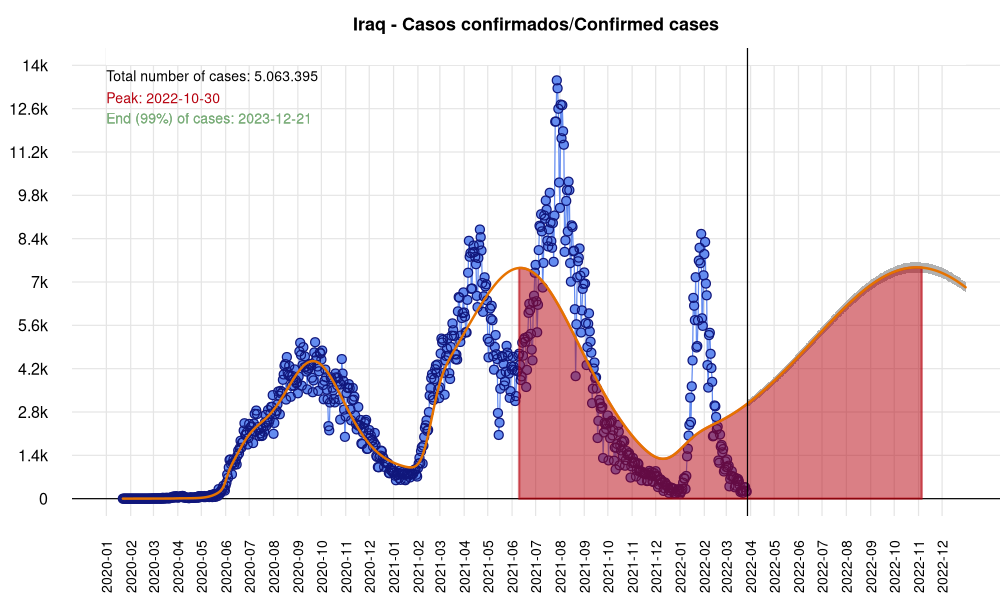 Iraq - Casos confirmados/Confirmed cases
Total number of cases: 5.063.395
Peak: 2022-10-30
End (99%) of cases: 2023-12-21
14k
12.6k
11.2k
9.8k
8.4k
7k
5.6k
4.2k
2.8k
1.4k
0
2020-01
2020-02
2020-03
2020-04
2020-05
2020-06
2020-07
2020-08
2020-09
2020-10
2020-11
2020-12
2021-01
2021-02
2021-03
2021-04
2021-05
2021-06
2021-07
2021-08
2021-09
2021-10
2021-11
2021-12
2022-01
2022-02
2022-03
2022-04
2022-05
2022-06
2022-07
2022-08
2022-09
2022-10
2022-11
2022-12